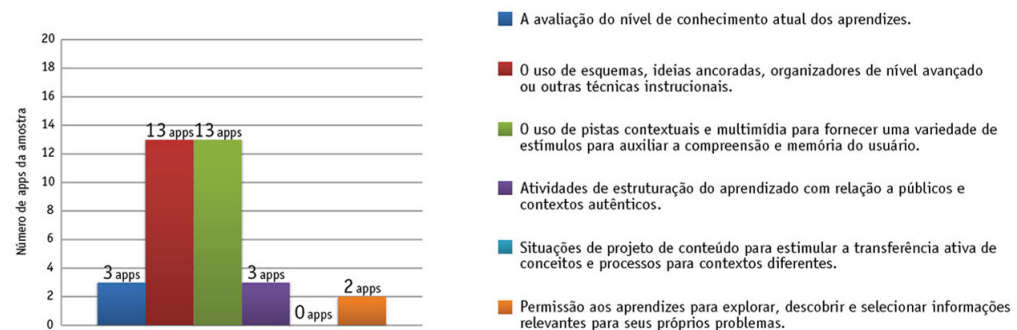 Número de apps da amostra
20
18
16
14
12
10
8
6
4
2
0
3 apps
13 apps
13 apps
3 apps
0 apps
2 apps
A avaliação do nível de conhecimento atual dos aprendizes.
O uso de esquemas, ideias ancoradas, organizadores de nível avançado
ou outras técnicas instrucionais.
O uso de pistas contextuais e multimídia para fornecer uma variedade de
estímulos para auxiliar a compreensão e memória do usuário.
Atividades de estruturação do aprendizado com relação a públicos e
contextos autênticos.
Situações de projeto de conteúdo para estimular a transferência ativa de
conceitos e processos para contextos diferentes.
Permissão aos aprendizes para explorar, descobrir e selecionar informações
relevantes para seus próprios problemas.